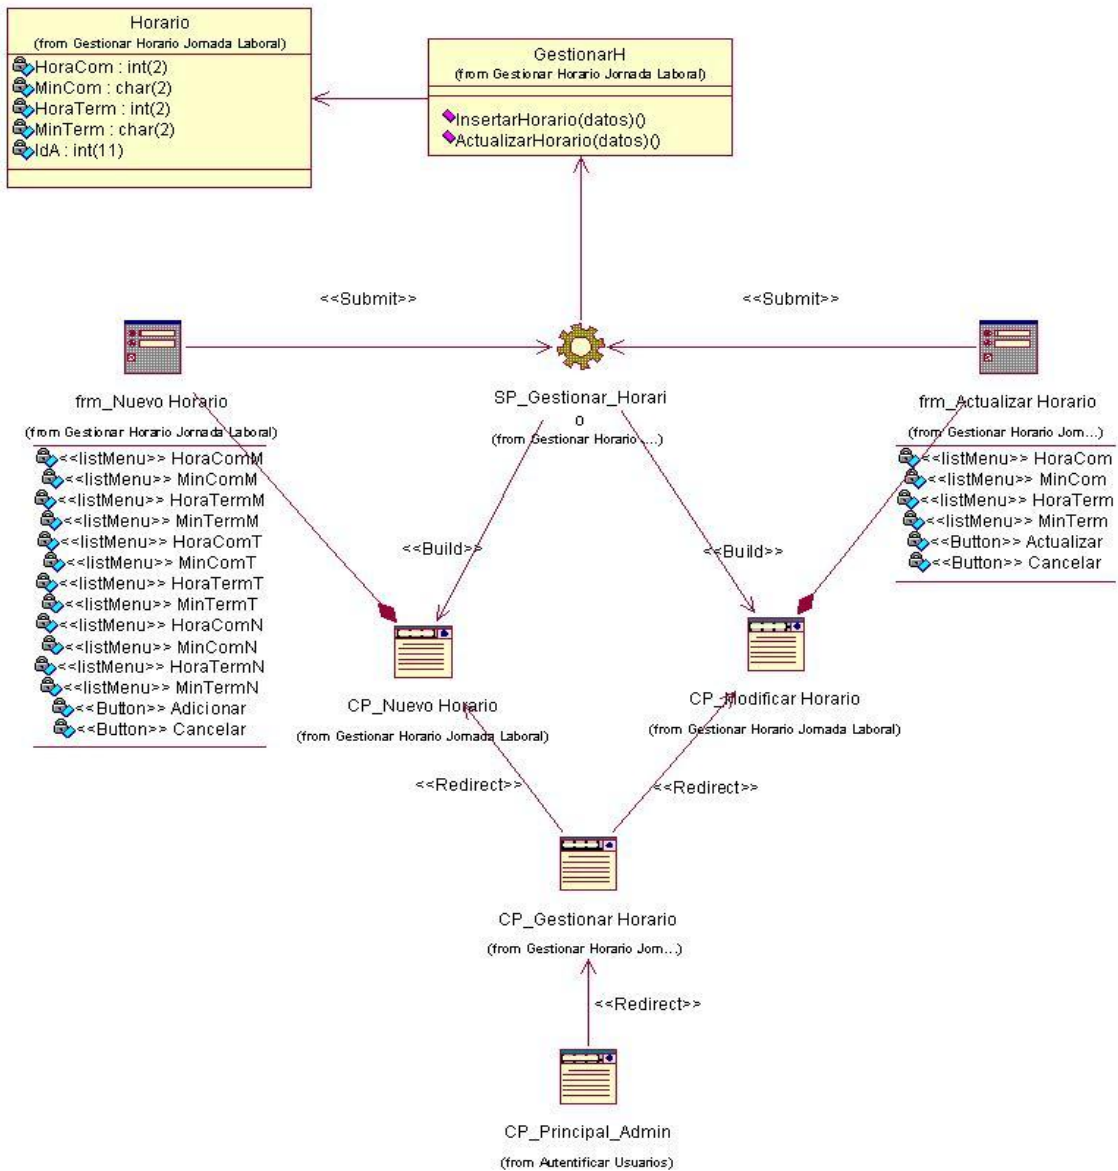 Horario
(from Gestionar Horario Jornada Laboral)
HoraCom : int(2)
MinCom : char(2)
HoraTerm : int(2)
MinTerm : char(2)
IdA : int(11)
GestionarH
(from Gestionar Horario Jornada Laboral)
InsertarHorario(datos)()
ActualizarHorario(datos)()
<<Submit>>
<<Submit>>
frm_Nuevo Horario
(from Gestionar Horario Jornada Laboral)
<<listMenu>> HoraComM
<<listMenu>> MinComM
<<listMenu>> HoraTermM
<<listMenu>> MinTermM
<<listMenu>> HoraComT
<<listMenu>> MinComT
<<listMenu>> HoraTermT
<<listMenu>> MinTermT
<<listMenu>> HoraComN
<<listMenu>> MinComN
<<listMenu>> HoraTermN
<<listMenu>> MinTermN
<<Button>> Adicionar
<<Button>> Cancelar
SP_Gestionar_Horari
o
(from Gestionar Horario ....)
frm_Actualizar Horario
(from Gestionar Horario Jorn...)
<<listMenu>> HoraCom
<<listMenu>> MinCom
<<listMenu>> HoraTerm
<<listMenu>> MinTerm
<<Button>> Actualizar
<<Button>> Cancelar
<<Build>>
<<Build>>
CP_Nuevo Horario
(from Gestionar Horario Jornada Laboral)
CP_Modificar Horario
(from Gestionar Horario Jornada Laboral)
<<Redirect>>
<<Redirect>>
CP_Gestionar Horario
(from Gestionar Horario Jorn...)
<<Redirect>>
CP_Principal_Admin
(from Autentificar Usuarios)